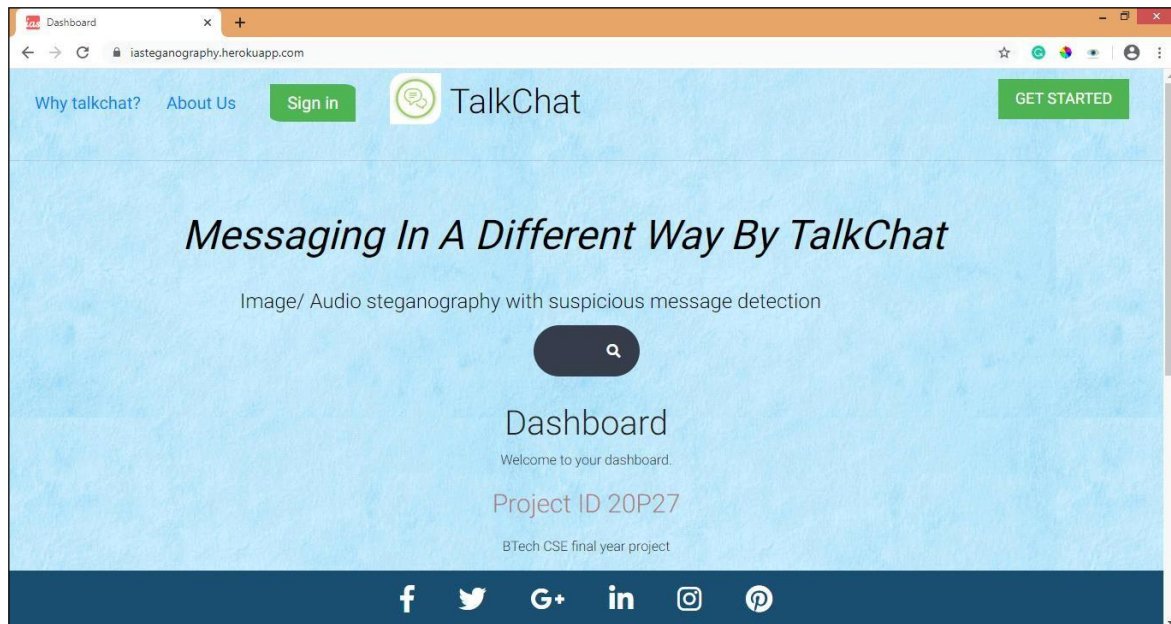 Dashboard
iasteganography.herokuapp.com
Why talkchat? About Us Sign in TalkChat GET STARTED
Messaging In A Different Way By TalkChat
Image/ Audio steganography with suspicious message detection
Dashboard
Welcome to your dashboard.
Project ID 20P27
BTech CSE final year project